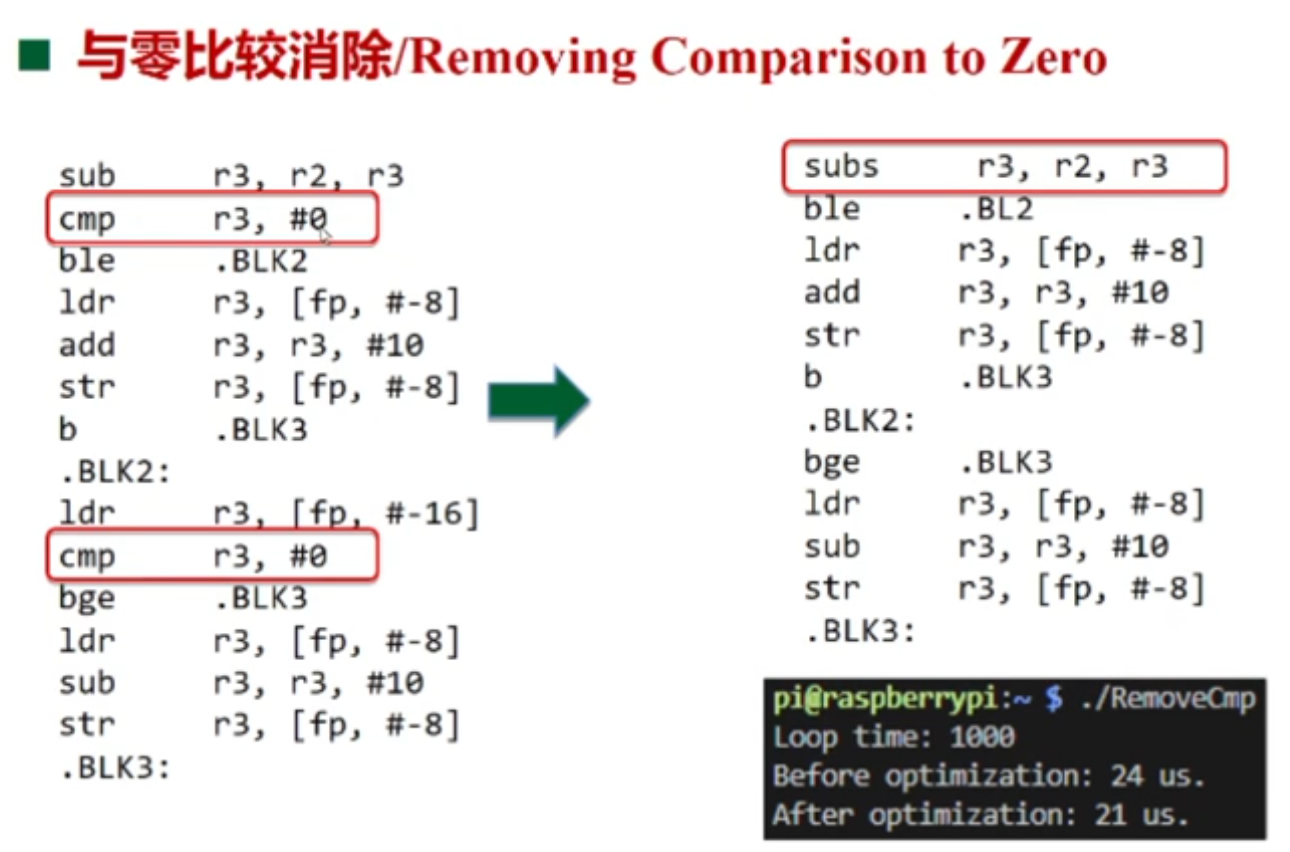 与零比较消除/Removing Comparison to Zero
sub r3, r2, r3
cmp r3, #0
ble .BLK2
ldr r3, [fp, #-8]
add r3, r3, #10
str r3, [fp, #-8]
b .BLK3
.BLK2:
ldr r3, [fp, #-16]
cmp r3, #0
bge .BLK3
ldr r3, [fp, #-8]
sub r3, r3, #10
str r3, [fp, #-8]
.BLK3:
subs r3, r2, r3
ble .BL2
ldr r3, [fp, #-8]
add r3, r3, #10
str r3, [fp, #-8]
b .BLK3
.BLK2:
bge .BLK3
ldr r3, [fp, #-8]
sub r3, r3, #10
str r3, [fp, #-8]
.BLK3:
pi@raspberrypi:~ $ ./RemoveCmp
Loop time: 1000
Before optimization: 24 us.
After optimization: 21 us.